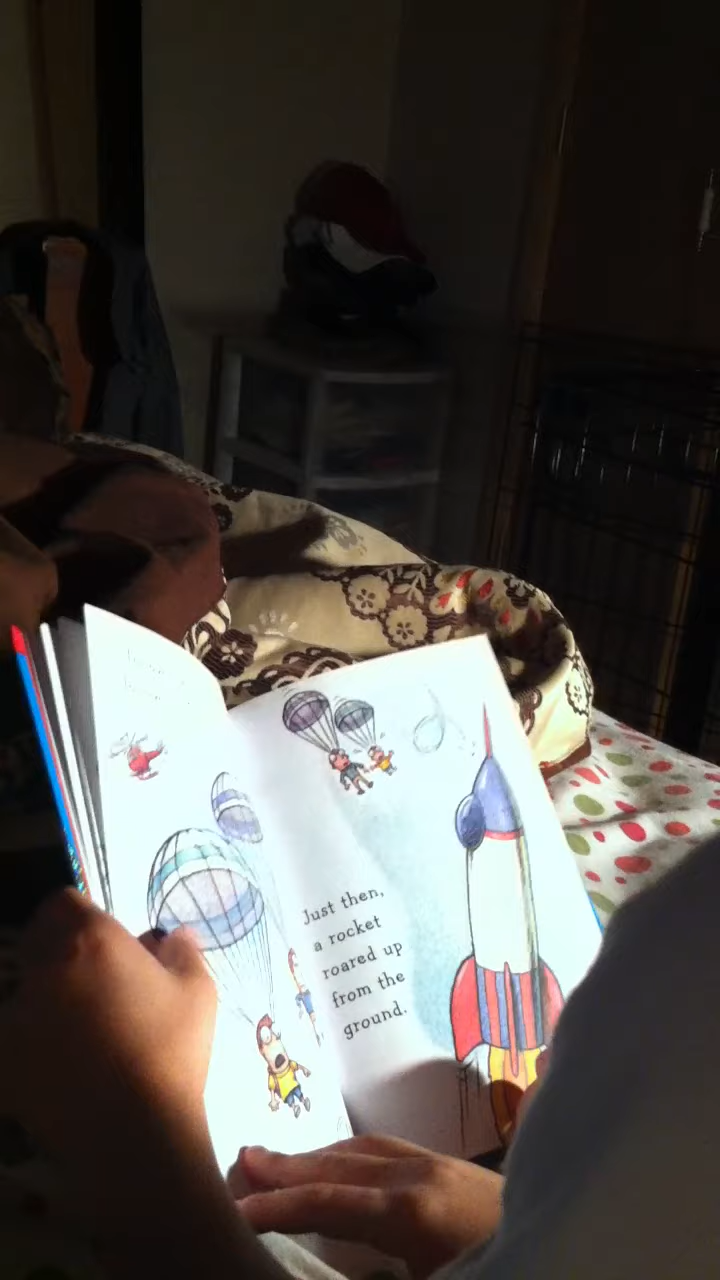 Just then,
a rocket
roared up
from the
ground.